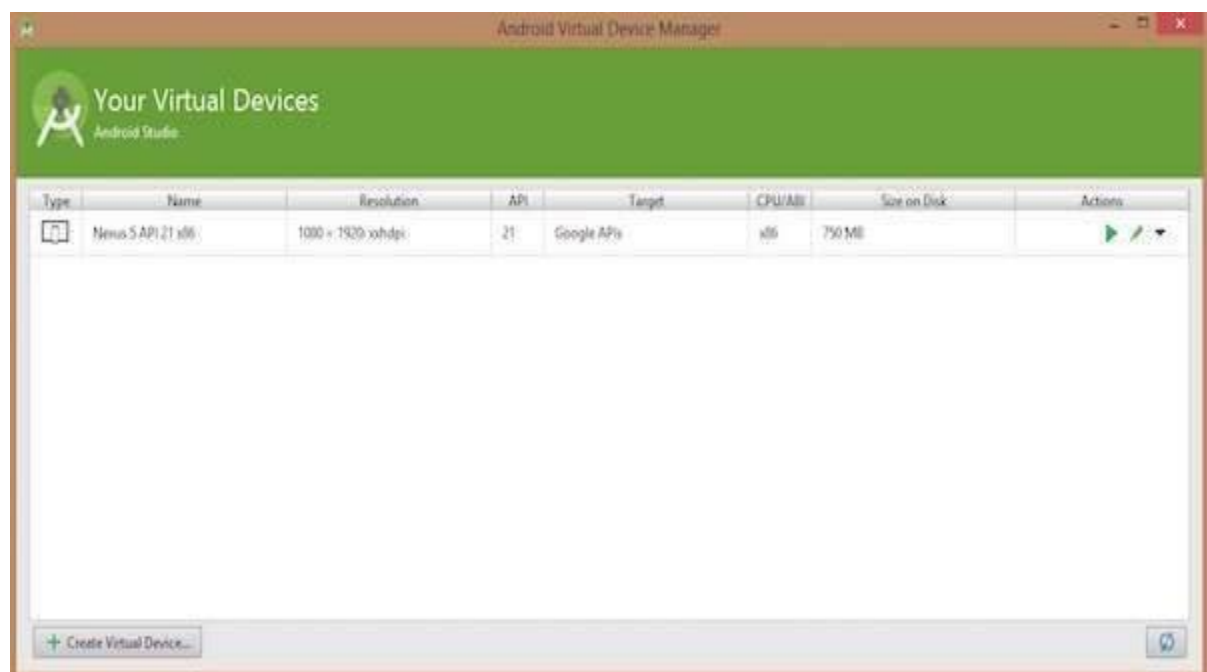 Android Virtual Device Manager
Your Virtual Devices
Android Studio
Type Name Resolution API Target CPU/ABI Size on Disk Actions
Nexus 5 API 21 x86 1080 × 1920: xxhdpi 21 Google APIs x86 750 MB
Create Virtual Device...